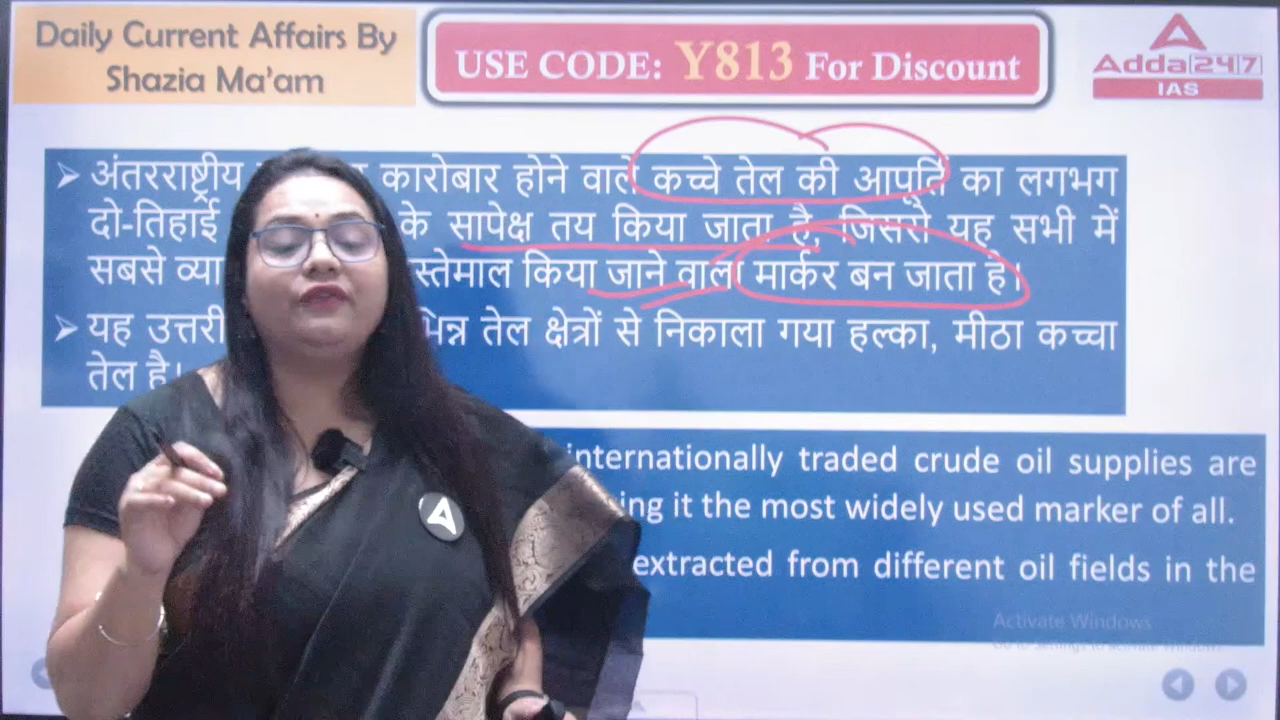 Daily Current Affairs By
Shazia Ma'am
USE CODE: Y813 For Discount
Adda 247
IAS
➢ अंतरराष्ट्रीय कारोबार होने वाले कच्चे तेल की आपूर्ति का लगभग
दो-तिहाई के सापेक्ष तय किया जाता है, जिससे यह सभी में
सबसे किया जाने वाला मार्कर बन जाता है।
➢ यह उत्तरी तेल क्षेत्रों से निकाला गया हल्का, मीठा कच्चा
तेल है।
internationally traded crude oil supplies are
it the most widely used marker of all.
extracted from different oil fields in the
Activate Windows